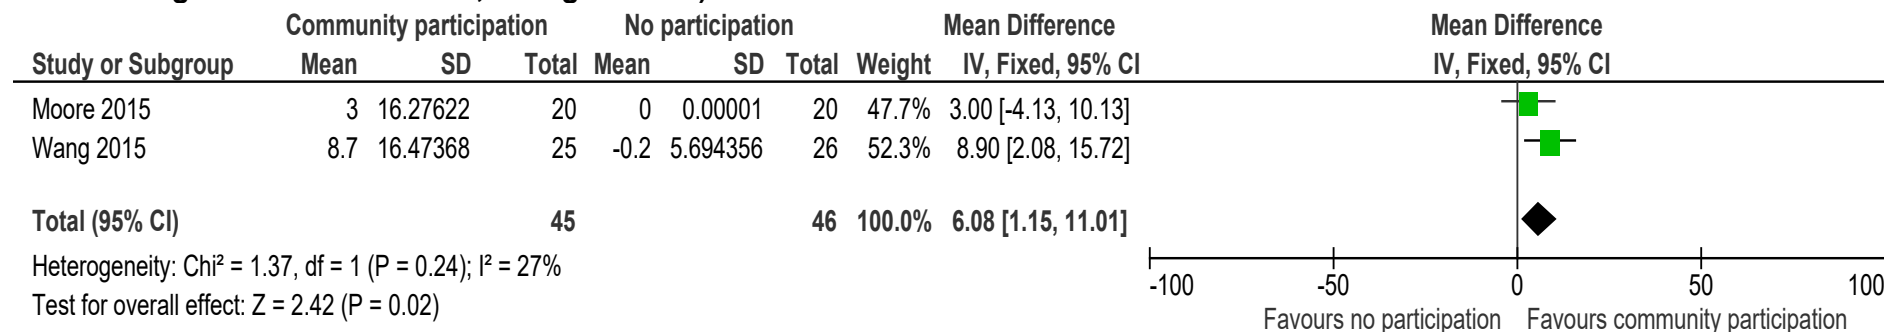 Community participation No participation Mean Difference Mean Difference
Study or Subgroup Mean SD Total Mean SD Total Weight IV, Fixed, 95% CI IV, Fixed, 95% CI
Moore 2015 3 16.27622 20 0 0.00001 20 47.7% 3.00 [-4.13, 10.13]
Wang 2015 8.7 16.47368 25 -0.2 5.694356 26 52.3% 8.90 [2.08, 15.72]
Total (95% CI) 45 46 100.0% 6.08 [1.15, 11.01]
Heterogeneity: Chi² = 1.37, df = 1 (P = 0.24); I² = 27%
Test for overall effect: Z = 2.42 (P = 0.02)
-100 -50 0 50 100
Favours no participation Favours community participation